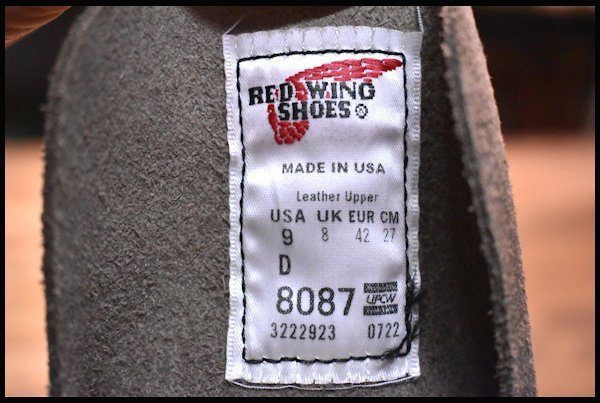 RED WING
SHOES ®
MADE IN USA
Leather Upper
USA UK EUR CM
9 8 42 27
D
8087 UFCW
3222923 0722